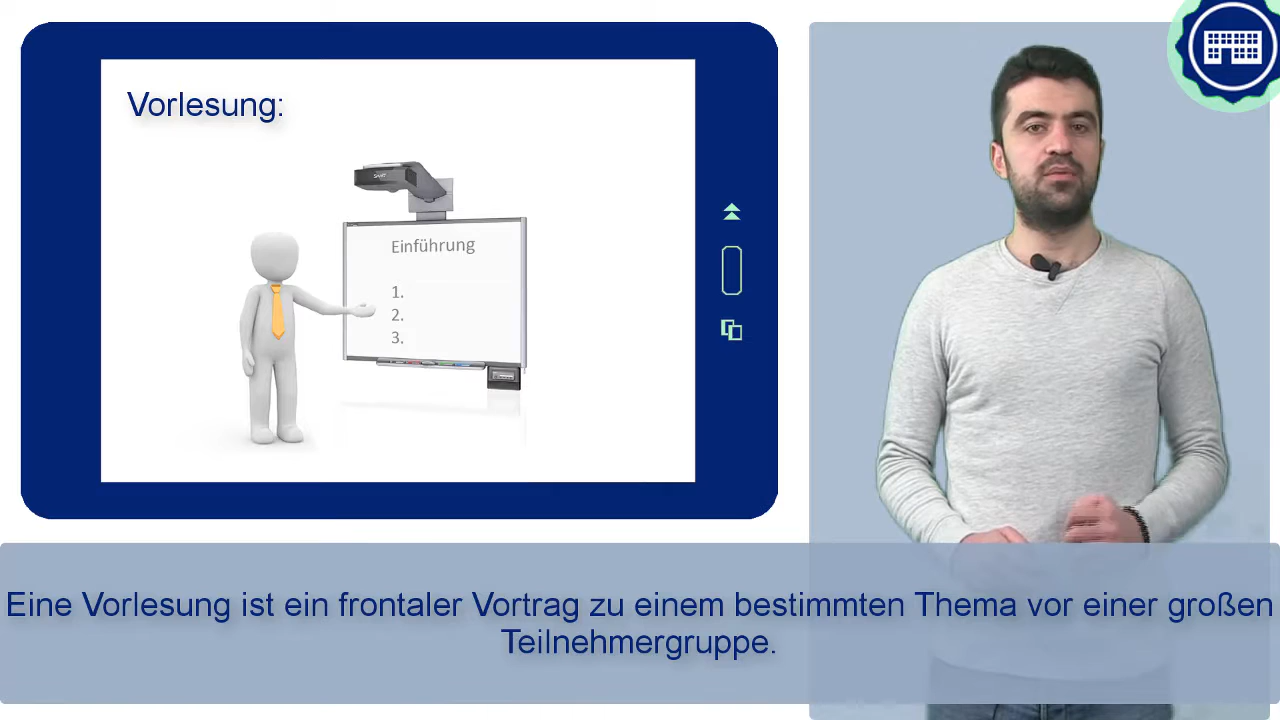 Vorlesung:
SMART
Einführung
1.
2.
3.
Eine Vorlesung ist ein frontaler Vortrag zu einem bestimmten Thema vor einer großen
Teilnehmergruppe.